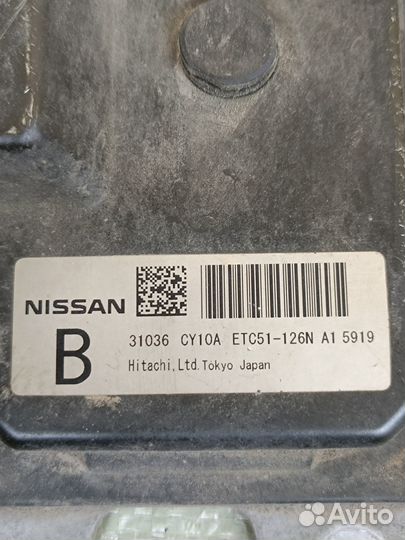 NISSAN
B
31036 CY10A ETC51-126N A1 5919
Hitachi,Ltd.Tokyo Japan
Avito